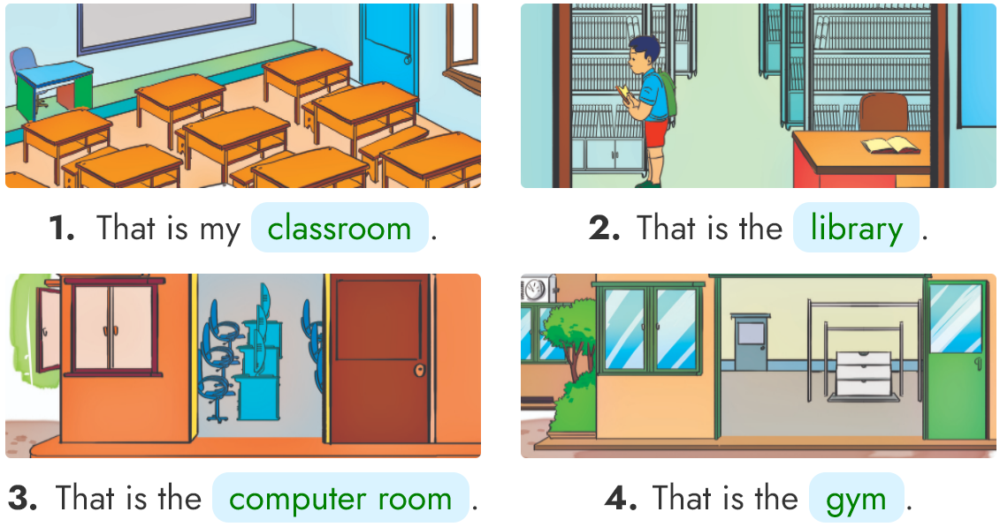 1. That is my classroom.
2. That is the library.
3. That is the computer room.
4. That is the gym.